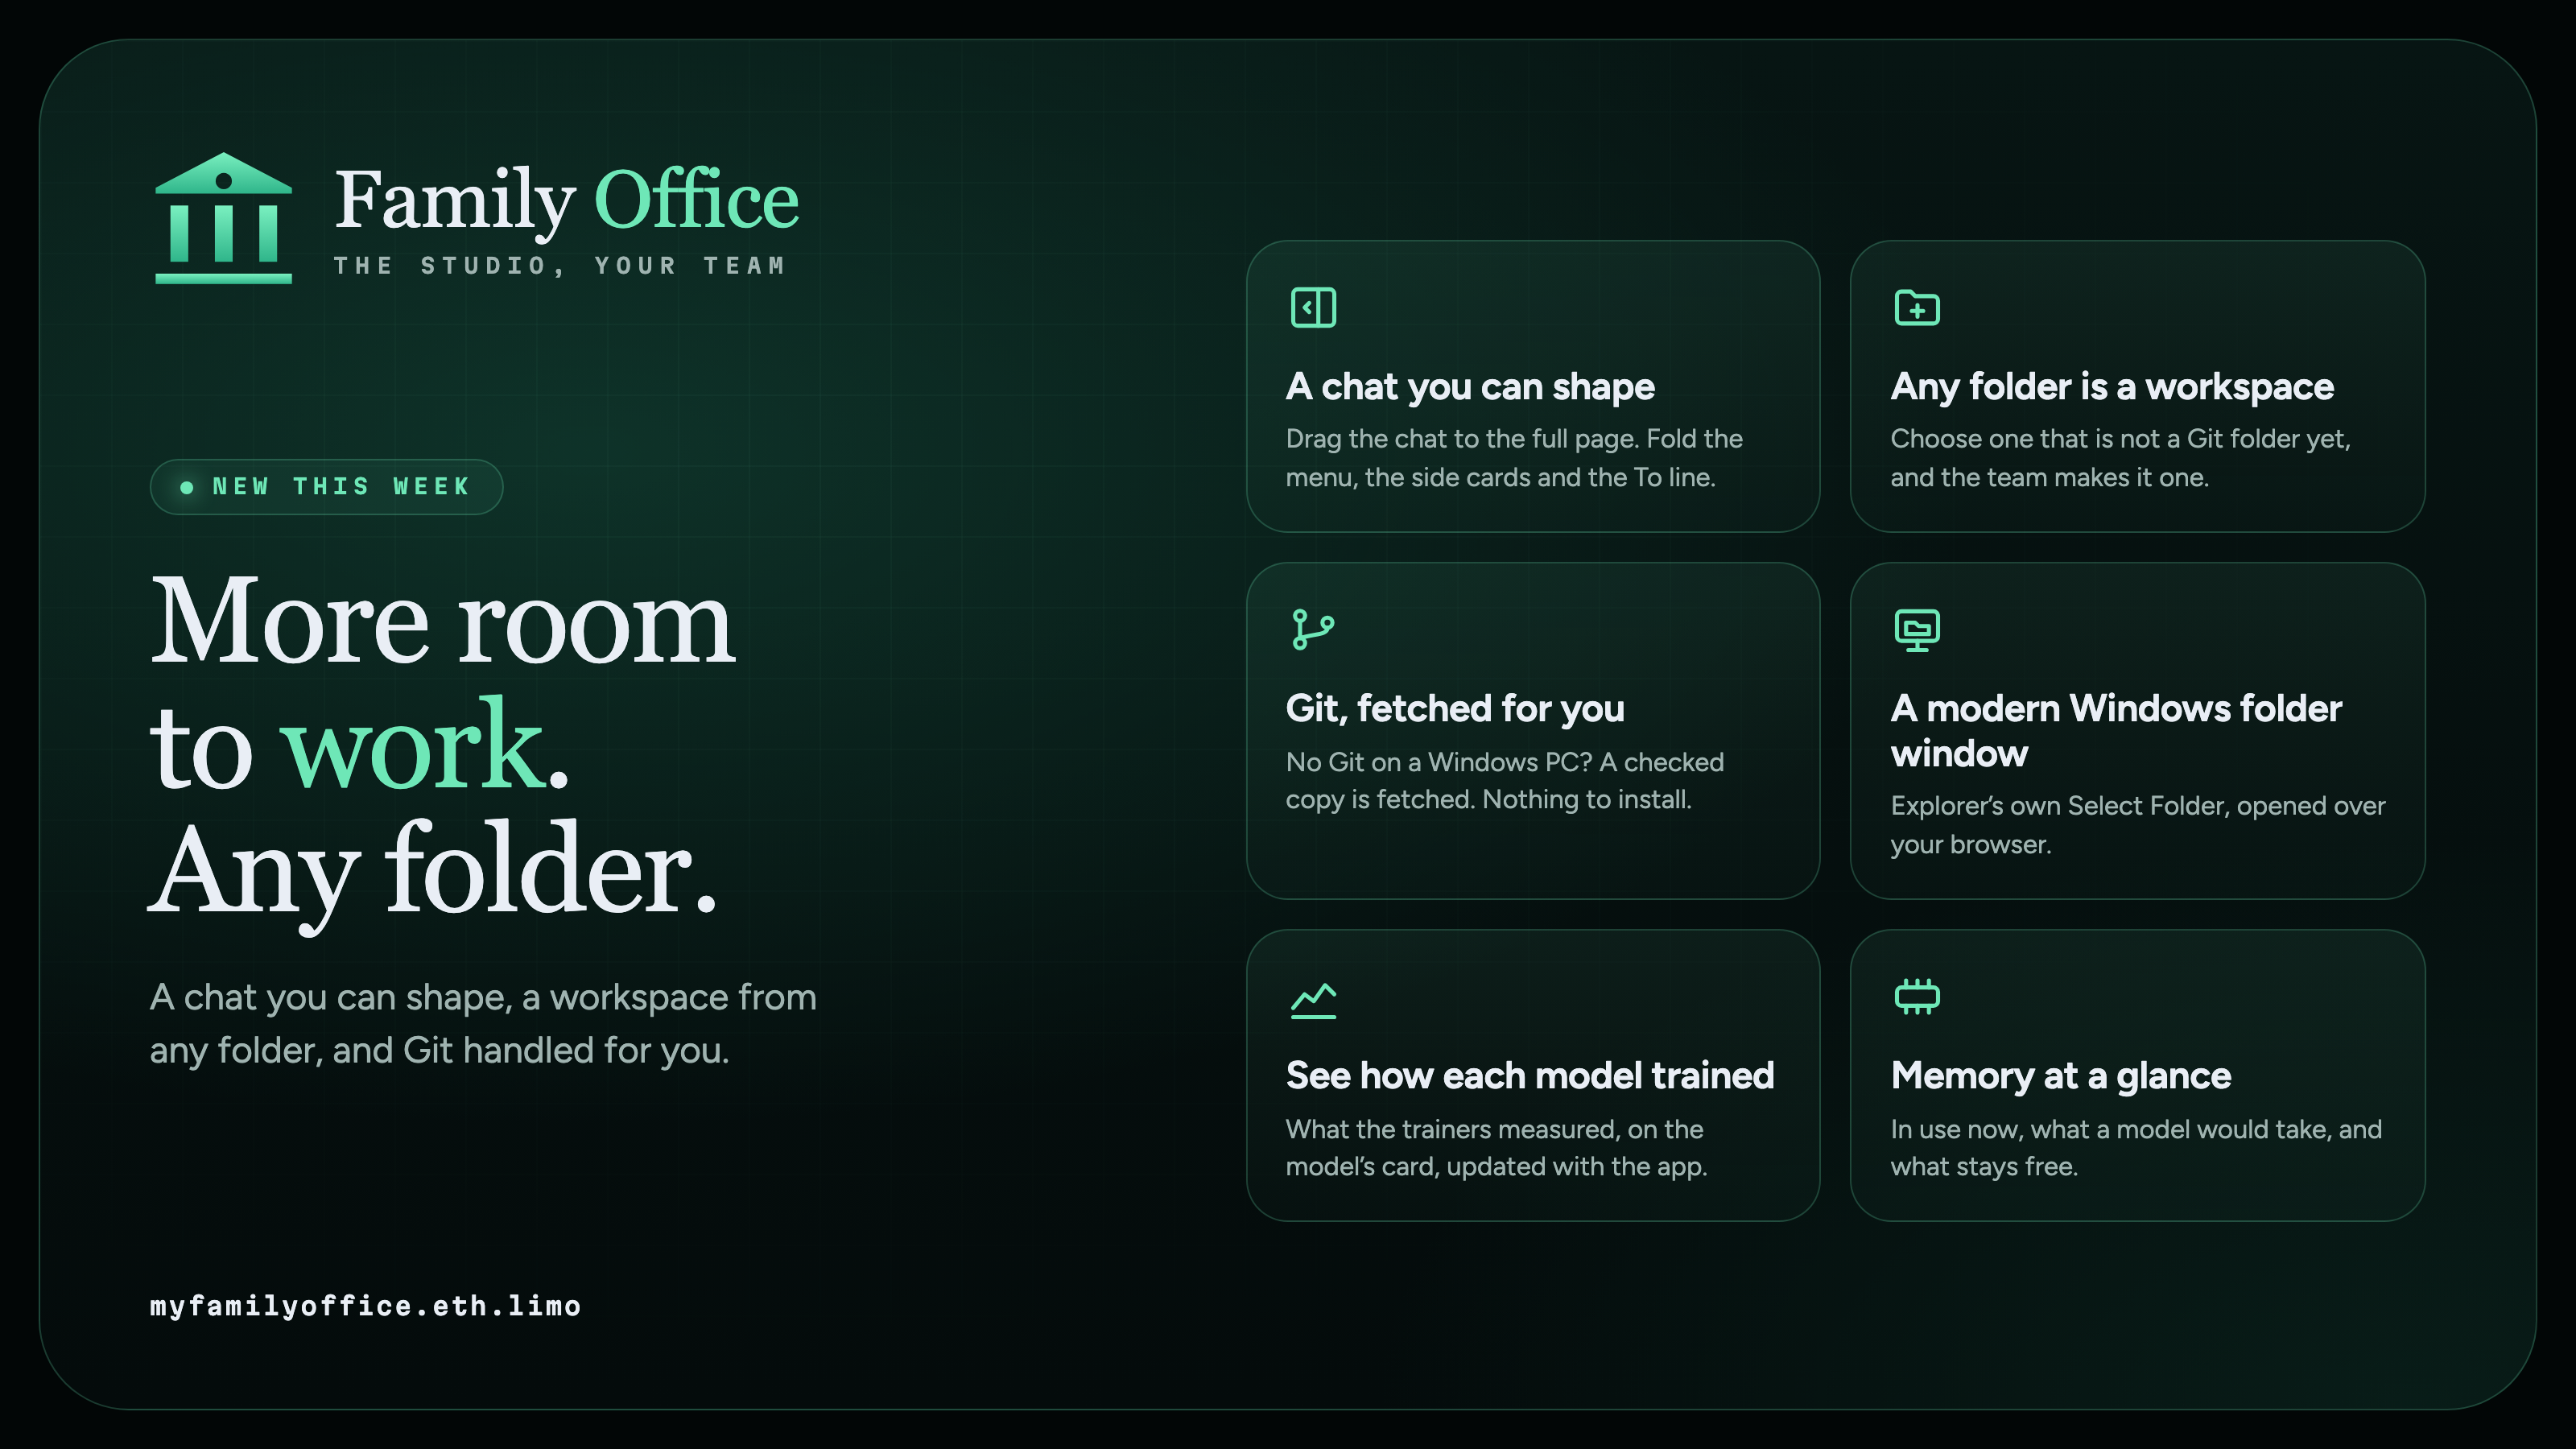 Family Office
THE STUDIO, YOUR TEAM
NEW THIS WEEK
More room
to work.
Any folder.
A chat you can shape, a workspace from
any folder, and Git handled for you.
myfamilyoffice.eth.limo
A chat you can shape
Drag the chat to the full page. Fold the
menu, the side cards and the To line.
Any folder is a workspace
Choose one that is not a Git folder yet,
and the team makes it one.
Git, fetched for you
No Git on a Windows PC? A checked
copy is fetched. Nothing to install.
A modern Windows folder
window
Explorer’s own Select Folder, opened over
your browser.
See how each model trained
What the trainers measured, on the
model’s card, updated with the app.
Memory at a glance
In use now, what a model would take, and
what stays free.